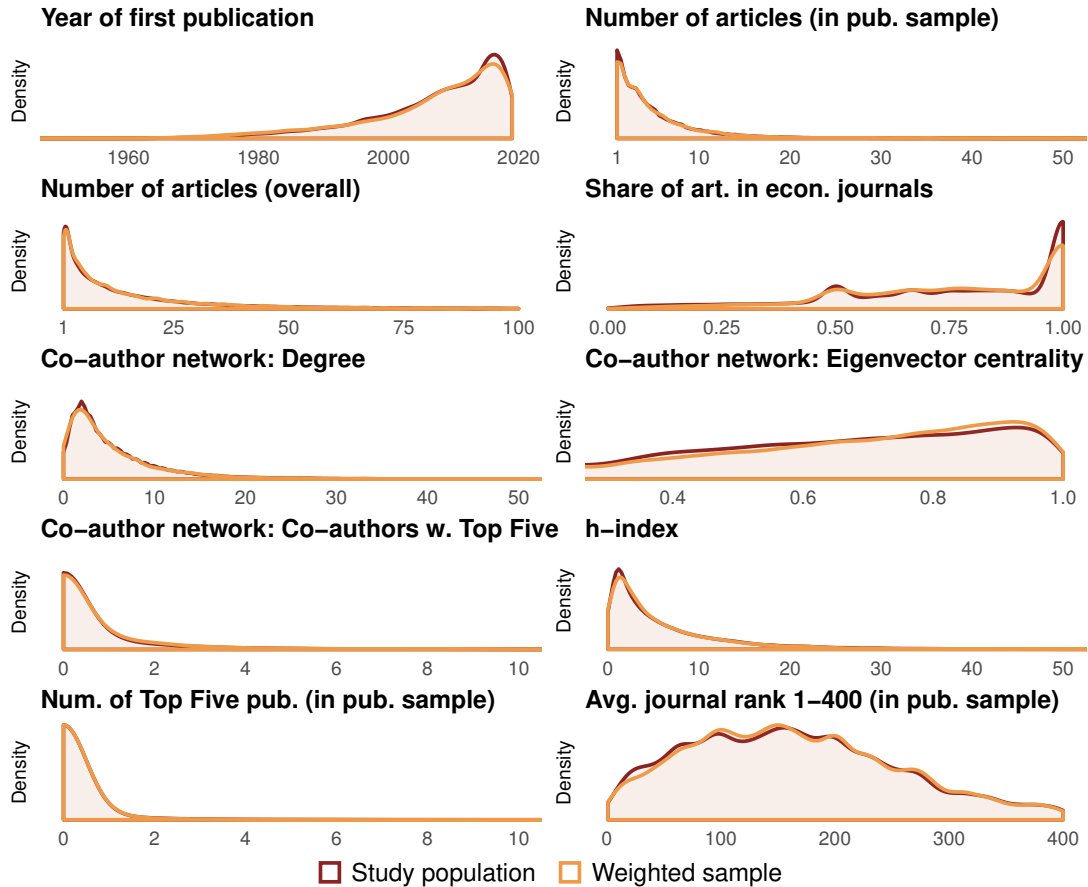 Year of first publication
Density
1960 1980 2000 2020
Number of articles (in pub. sample)
Density
1 10 20 30 40 50
Number of articles (overall)
Density
1 25 50 75 100
Share of art. in econ. journals
Density
0.00 0.25 0.50 0.75 1.00
Co−author network: Degree
Density
0 10 20 30 40 50
Co−author network: Eigenvector centrality
Density
0.4 0.6 0.8 1.0
Co−author network: Co−authors w. Top Five
Density
0 2 4 6 8 10
h−index
Density
0 10 20 30 40 50
Num. of Top Five pub. (in pub. sample)
Density
0 2 4 6 8 10
Avg. journal rank 1−400 (in pub. sample)
Density
0 100 200 300 400
Study population Weighted sample